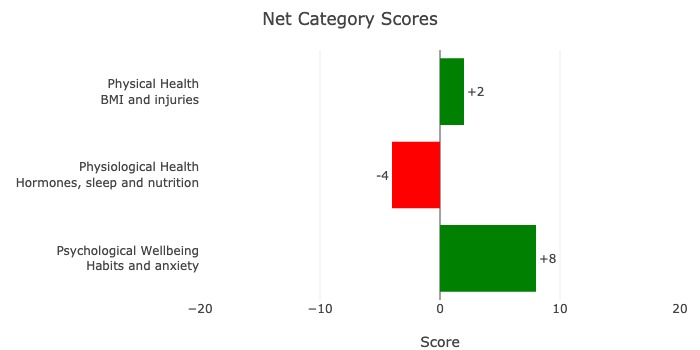 Net Category Scores
Physical Health
BMI and injuries
+2
Physiological Health
Hormones, sleep and nutrition
-4
Psychological Wellbeing
Habits and anxiety
+8
−20
−10
0
10
20
Score